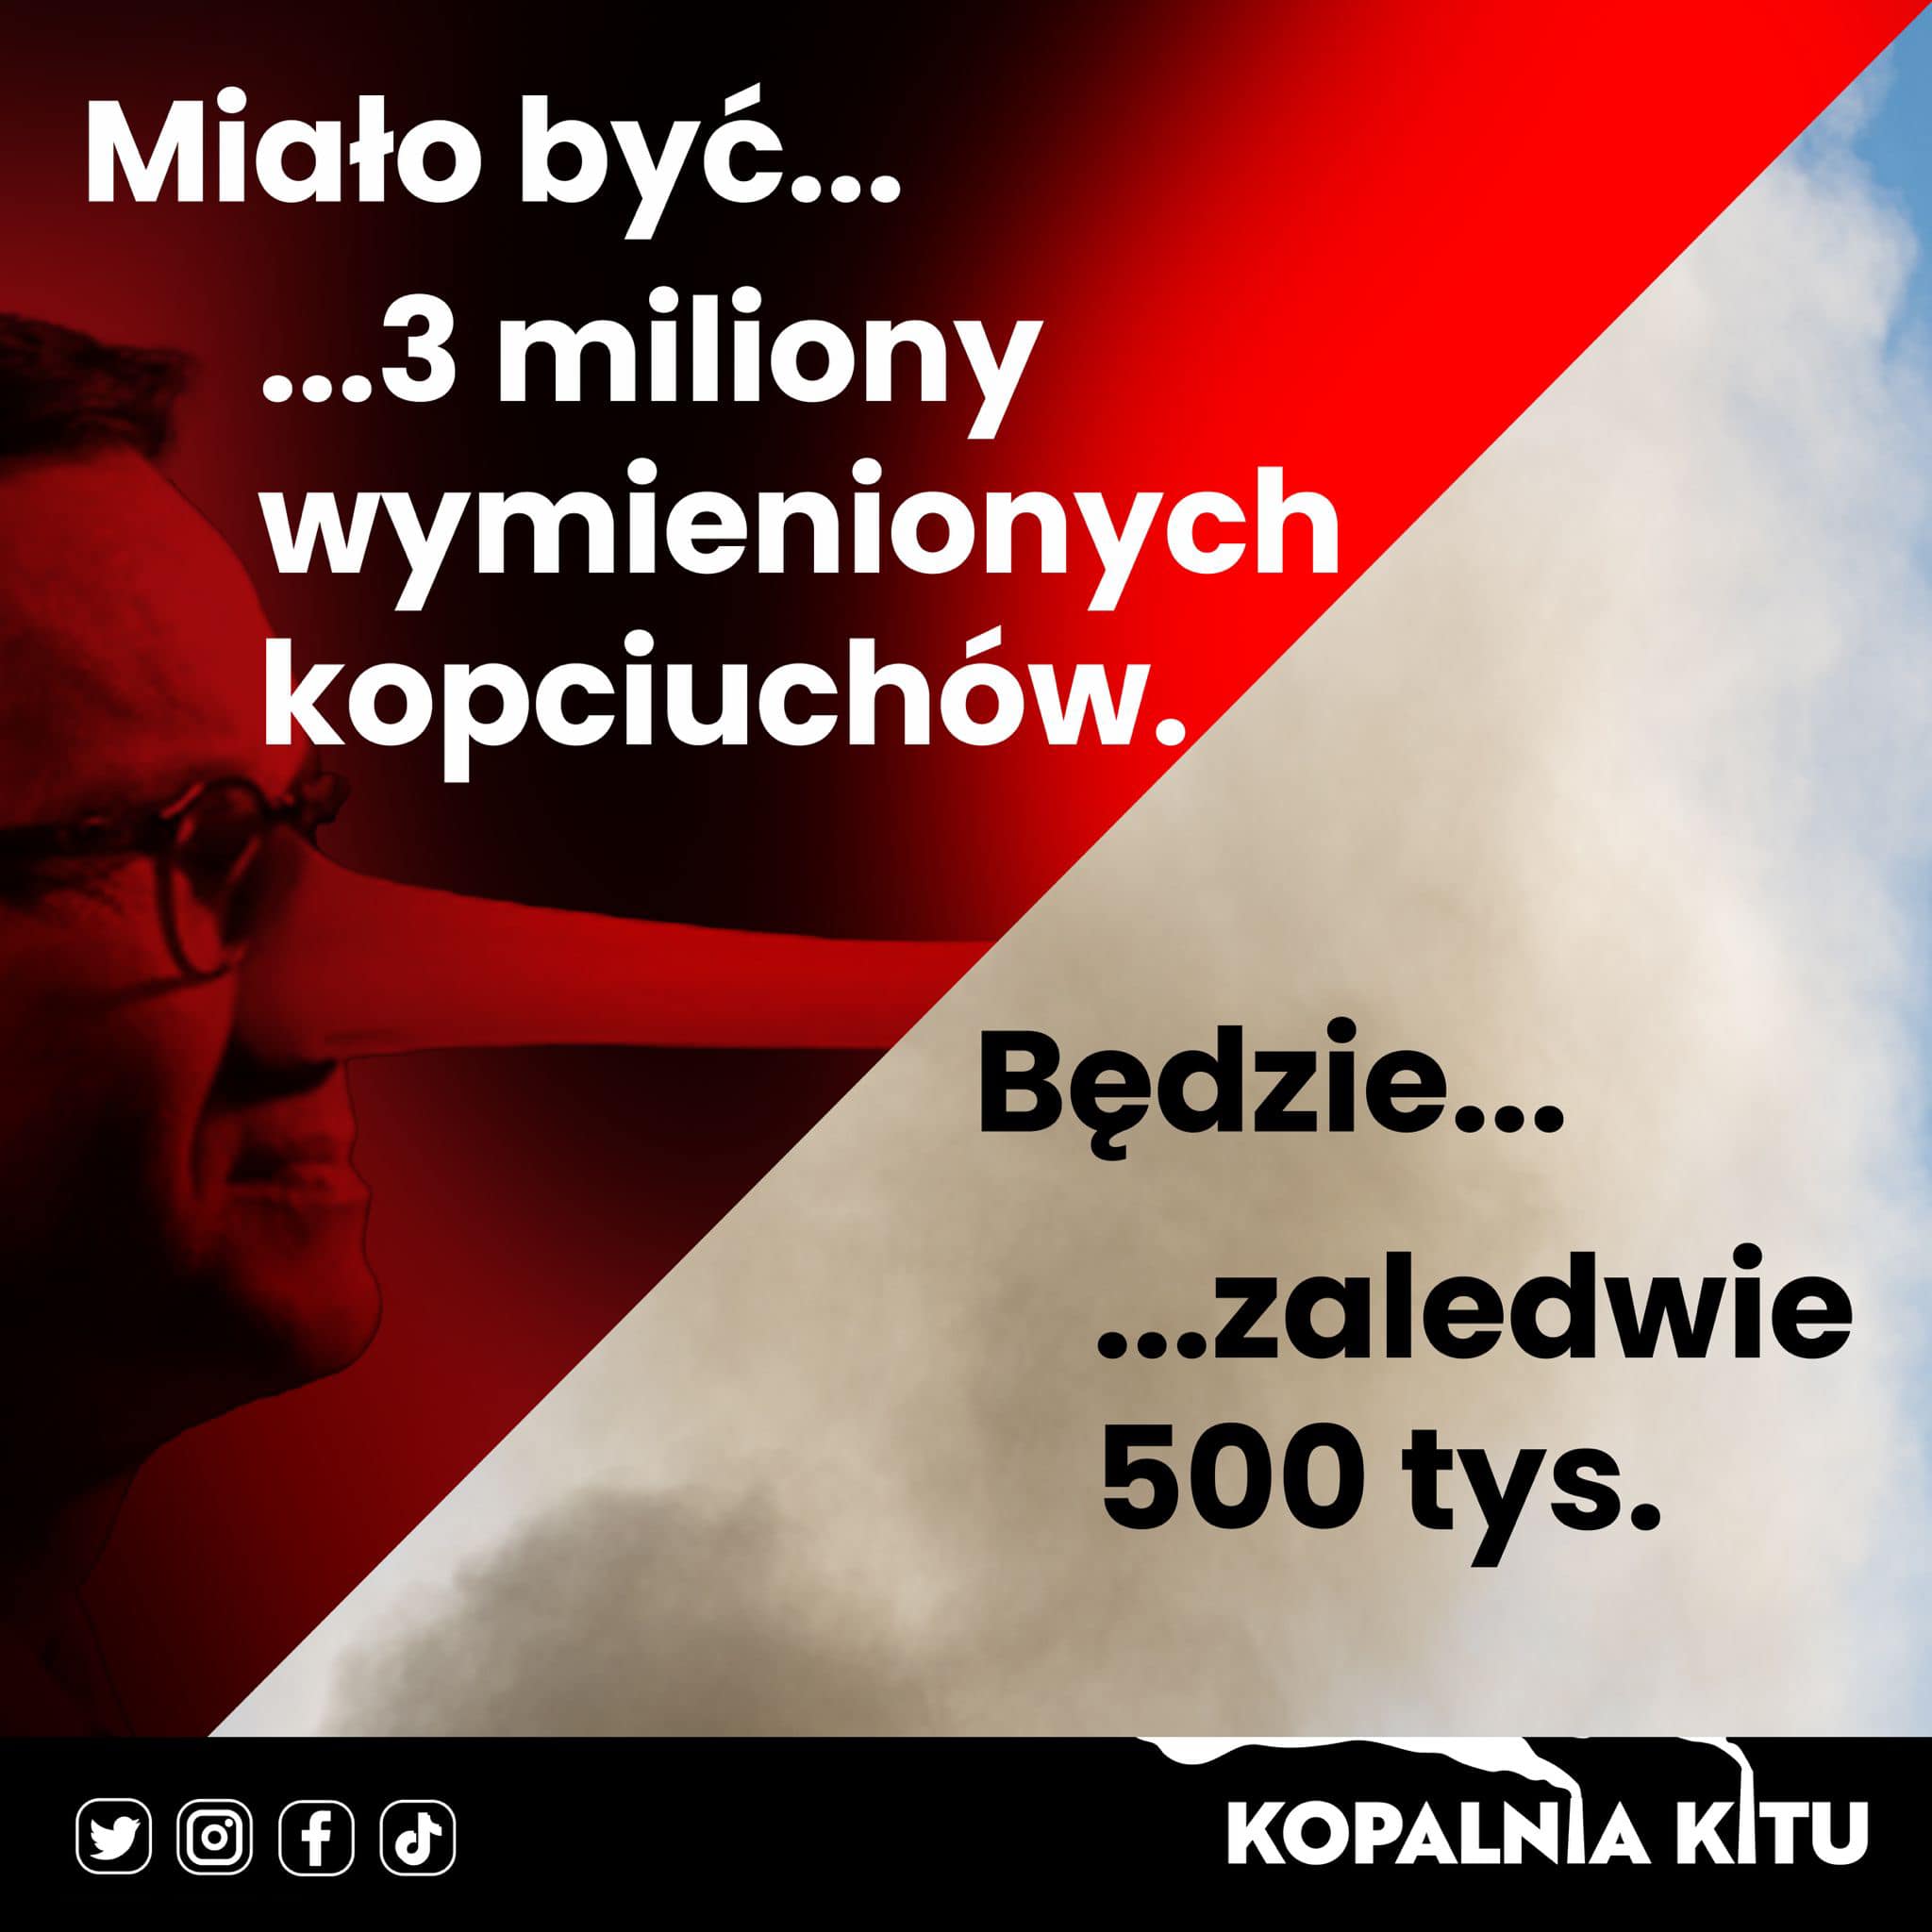 Miało być...
...3 miliony
wymienionych
kopciuchów.
Będzie...
...zaledwie
500 tys.
KOPALNIA KITU